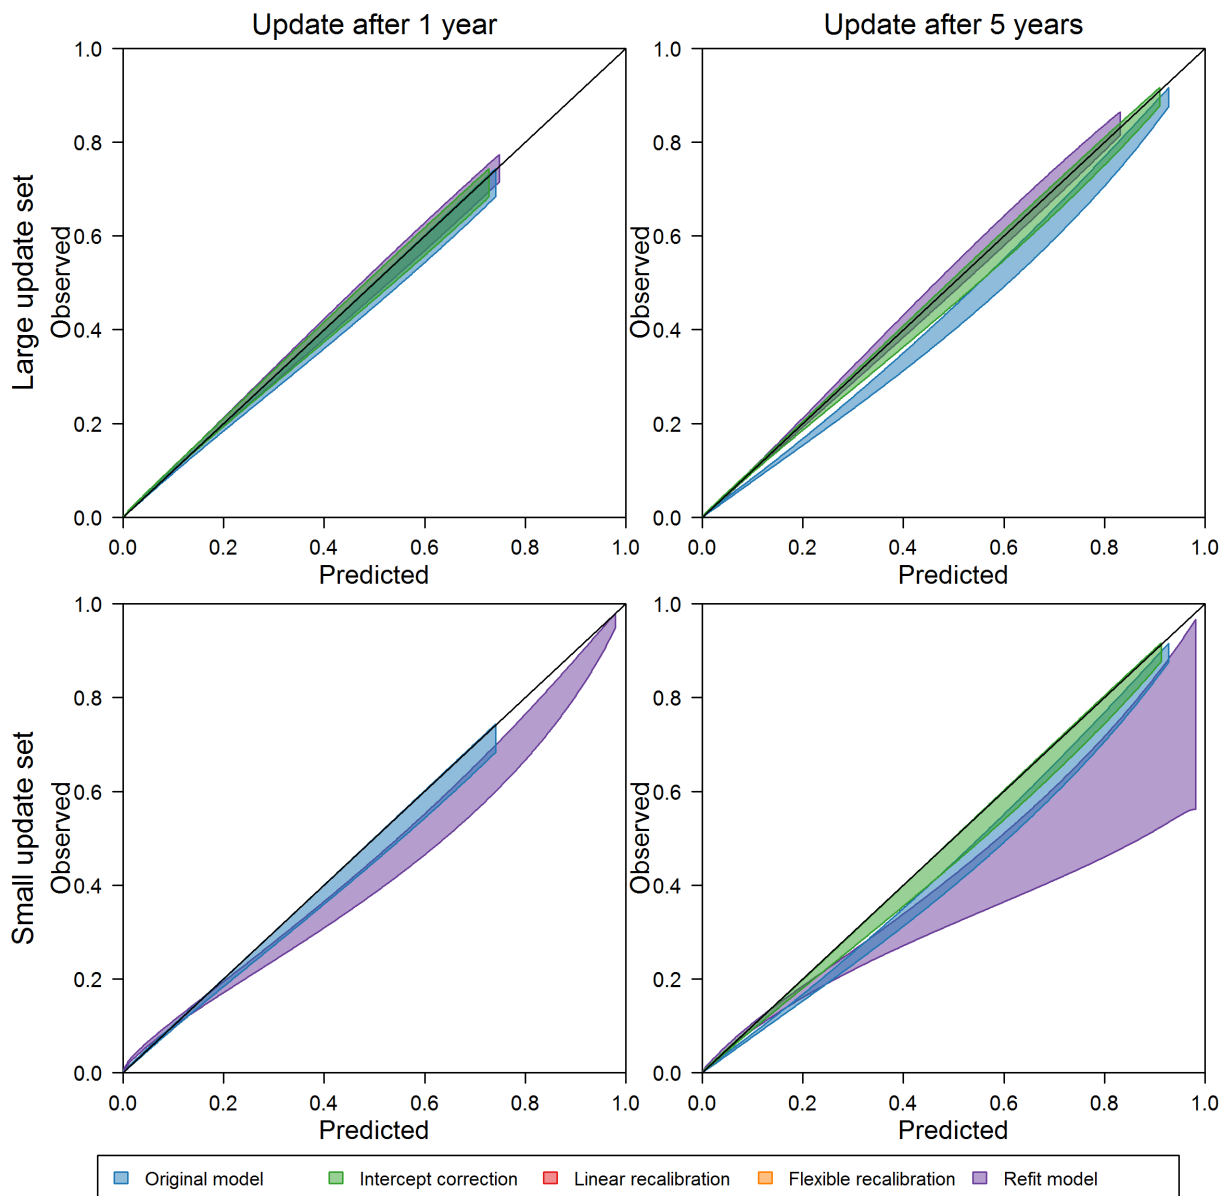 Update after 1 year
Update after 5 years
Large update set
Observed
1.0
0.8
0.6
0.4
0.2
0.0
0.0 0.2 0.4 0.6 0.8 1.0
Predicted
Observed
1.0
0.8
0.6
0.4
0.2
0.0
0.0 0.2 0.4 0.6 0.8 1.0
Predicted
Small update set
Observed
1.0
0.8
0.6
0.4
0.2
0.0
0.0 0.2 0.4 0.6 0.8 1.0
Predicted
Observed
1.0
0.8
0.6
0.4
0.2
0.0
0.0 0.2 0.4 0.6 0.8 1.0
Predicted
Original model Intercept correction Linear recalibration Flexible recalibration Refit model